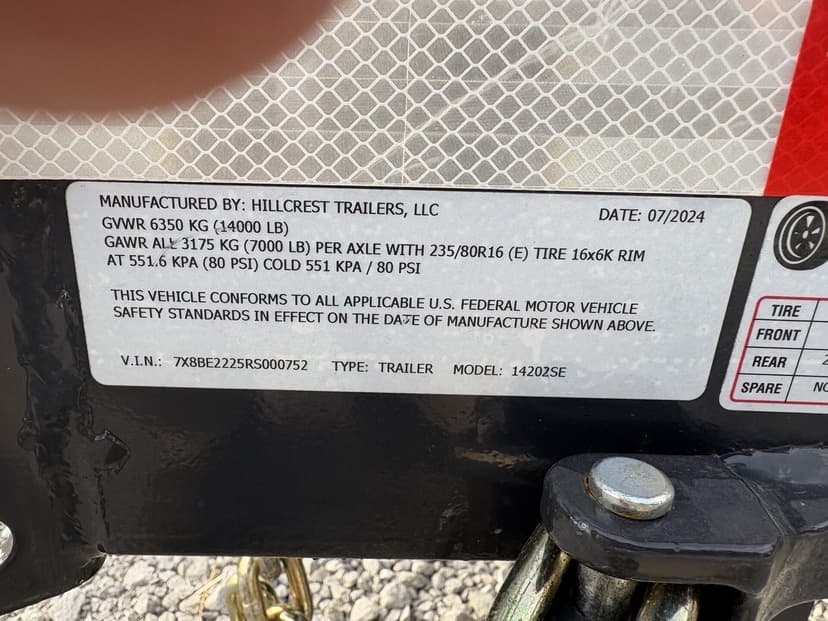 MANUFACTURED BY: HILLCREST TRAILERS, LLC DATE: 07/2024
GVWR 6350 KG (14000 LB)
GAWR ALL 3175 KG (7000 LB) PER AXLE WITH 235/80R16 (E) TIRE 16x6K RIM
AT 551.6 KPA (80 PSI) COLD 551 KPA / 80 PSI
THIS VEHICLE CONFORMS TO ALL APPLICABLE U.S. FEDERAL MOTOR VEHICLE
SAFETY STANDARDS IN EFFECT ON THE DATE OF MANUFACTURE SHOWN ABOVE.
V.I.N.: 7X8BE2225RS000752 TYPE: TRAILER MODEL: 14202SE
TIRE
FRONT
REAR
SPARE